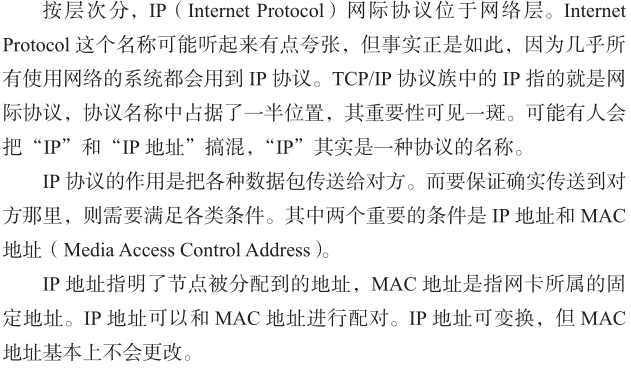 按层次分，IP（Internet Protocol）网际协议位于网络层。Internet
Protocol 这个名称可能听起来有点夸张，但事实正是如此，因为几乎所
有使用网络的系统都会用到 IP 协议。TCP/IP 协议族中的 IP 指的就是网
际协议，协议名称中占据了一半位置，其重要性可见一斑。可能有人会
把“IP”和“IP 地址”搞混，“IP”其实是一种协议的名称。
IP 协议的作用是把各种数据包传送给对方。而要保证确实传送到对
方那里，则需要满足各类条件。其中两个重要的条件是 IP 地址和 MAC
地址（Media Access Control Address）。
IP 地址指明了节点被分配到的地址，MAC 地址是指网卡所属的固
定地址。IP 地址可以和 MAC 地址进行配对。IP 地址可变换，但 MAC
地址基本上不会更改。